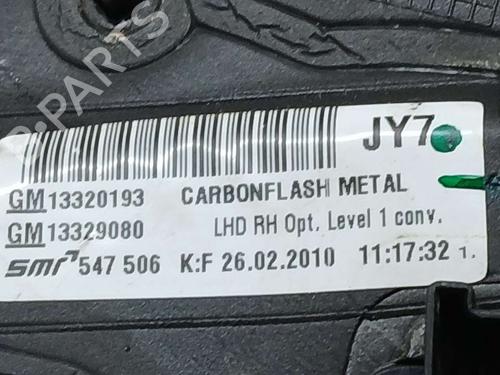 B-PARTS
JY7
GM 13320193 CARBONFLASH METAL
GM 13329080 LHD RH Opt. Level 1 conv.
smr 547 506 K:F 26.02.2010 11:17:32 1.